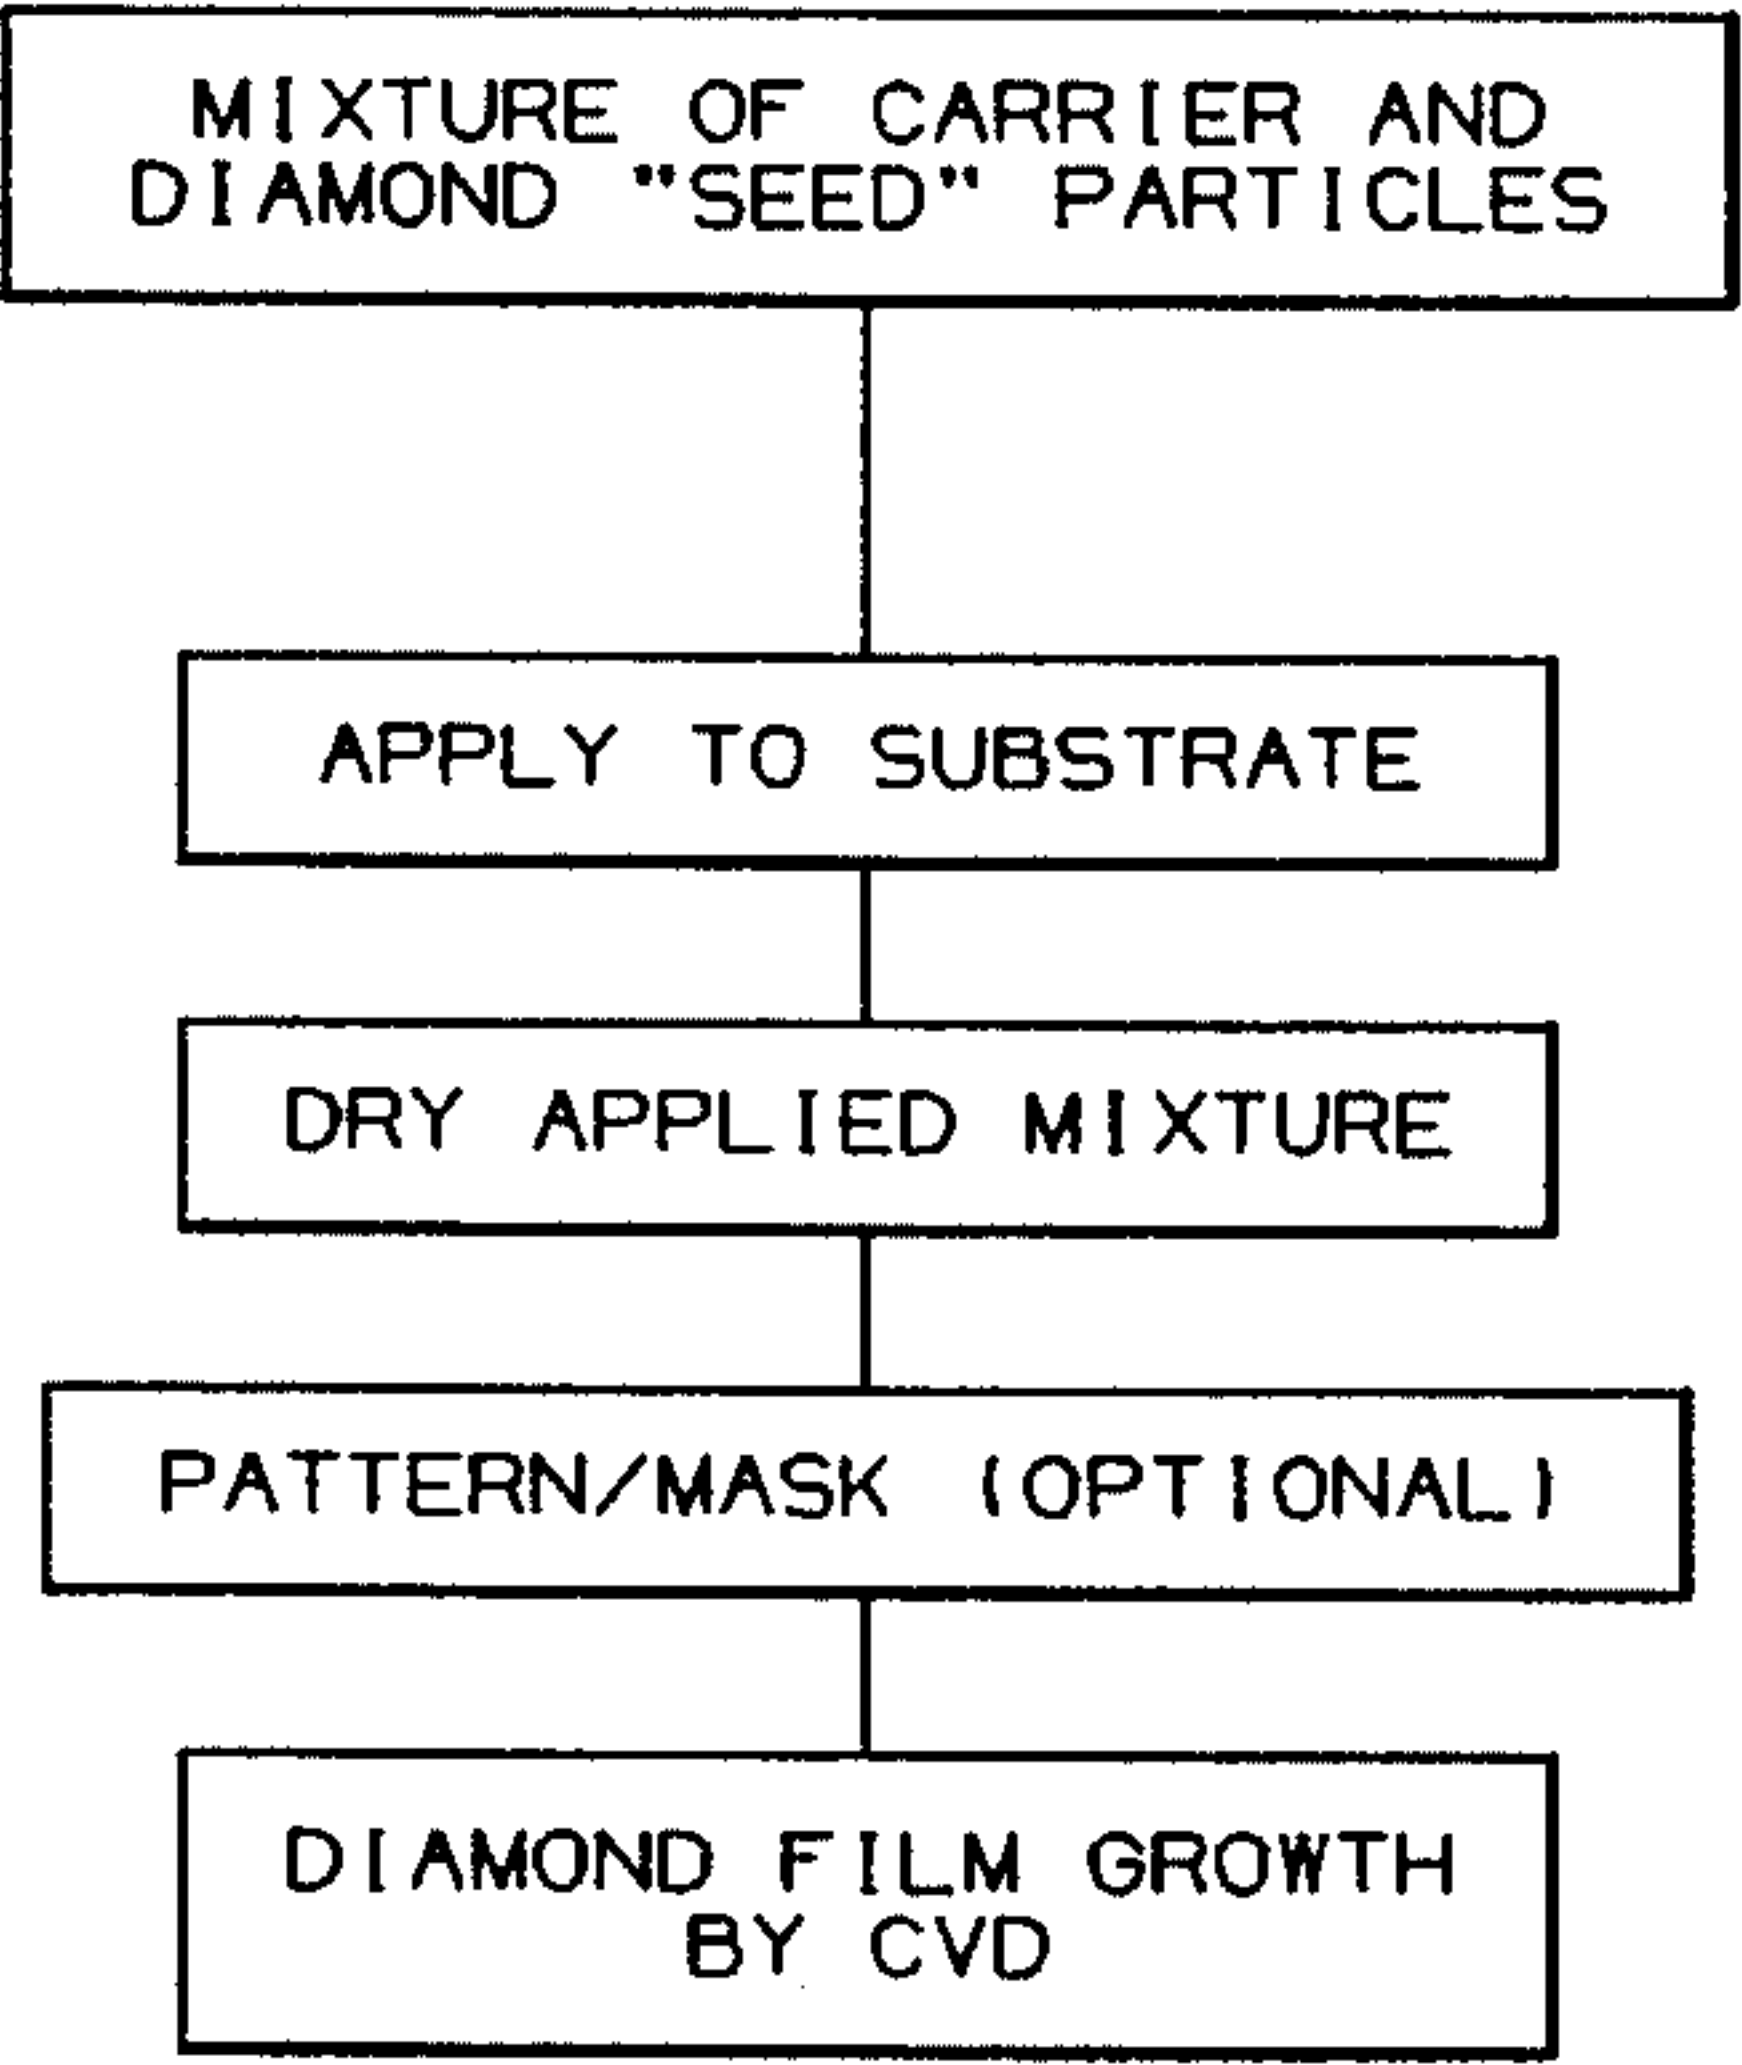 MIXTURE OF CARRIER AND
DIAMOND "SEED" PARTICLES
APPLY TO SUBSTRATE
DRY APPLIED MIXTURE
PATTERN/MASK (OPTIONAL)
DIAMOND FILM GROWTH
BY CVD